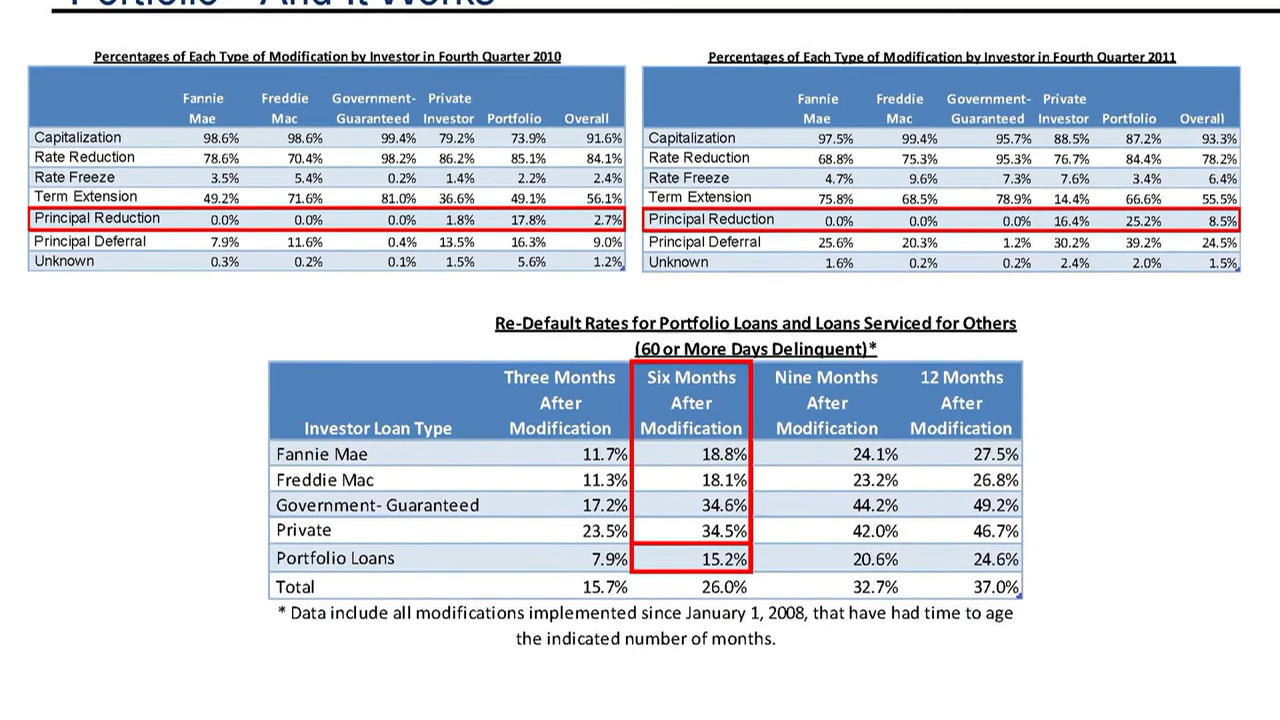 Portfolio – And It Works
Percentages of Each Type of Modification by Investor in Fourth Quarter 2010
Fannie Freddie Government- Private
Mae Mac Guaranteed Investor Portfolio Overall
Capitalization 98.6% 98.6% 99.4% 79.2% 73.9% 91.6%
Rate Reduction 78.6% 70.4% 98.2% 86.2% 85.1% 84.1%
Rate Freeze 3.5% 5.4% 0.2% 1.4% 2.2% 2.4%
Term Extension 49.2% 71.6% 81.0% 36.6% 49.1% 56.1%
Principal Reduction 0.0% 0.0% 0.0% 1.8% 17.8% 2.7%
Principal Deferral 7.9% 11.6% 0.4% 13.5% 16.3% 9.0%
Unknown 0.3% 0.2% 0.1% 1.5% 5.6% 1.2%
Percentages of Each Type of Modification by Investor in Fourth Quarter 2011
Fannie Freddie Government- Private
Mae Mac Guaranteed Investor Portfolio Overall
Capitalization 97.5% 99.4% 95.7% 88.5% 87.2% 93.3%
Rate Reduction 68.8% 75.3% 95.3% 76.7% 84.4% 78.2%
Rate Freeze 4.7% 9.6% 7.3% 7.6% 3.4% 6.4%
Term Extension 75.8% 68.5% 78.9% 14.4% 66.6% 55.5%
Principal Reduction 0.0% 0.0% 0.0% 16.4% 25.2% 8.5%
Principal Deferral 25.6% 20.3% 1.2% 30.2% 39.2% 24.5%
Unknown 1.6% 0.2% 0.2% 2.4% 2.0% 1.5%
Re-Default Rates for Portfolio Loans and Loans Serviced for Others
(60 or More Days Delinquent)*
Three Months Six Months Nine Months 12 Months
After After After After
Investor Loan Type Modification Modification Modification Modification
Fannie Mae 11.7% 18.8% 24.1% 27.5%
Freddie Mac 11.3% 18.1% 23.2% 26.8%
Government- Guaranteed 17.2% 34.6% 44.2% 49.2%
Private 23.5% 34.5% 42.0% 46.7%
Portfolio Loans 7.9% 15.2% 20.6% 24.6%
Total 15.7% 26.0% 32.7% 37.0%
* Data include all modifications implemented since January 1, 2008, that have had time to age
the indicated number of months.